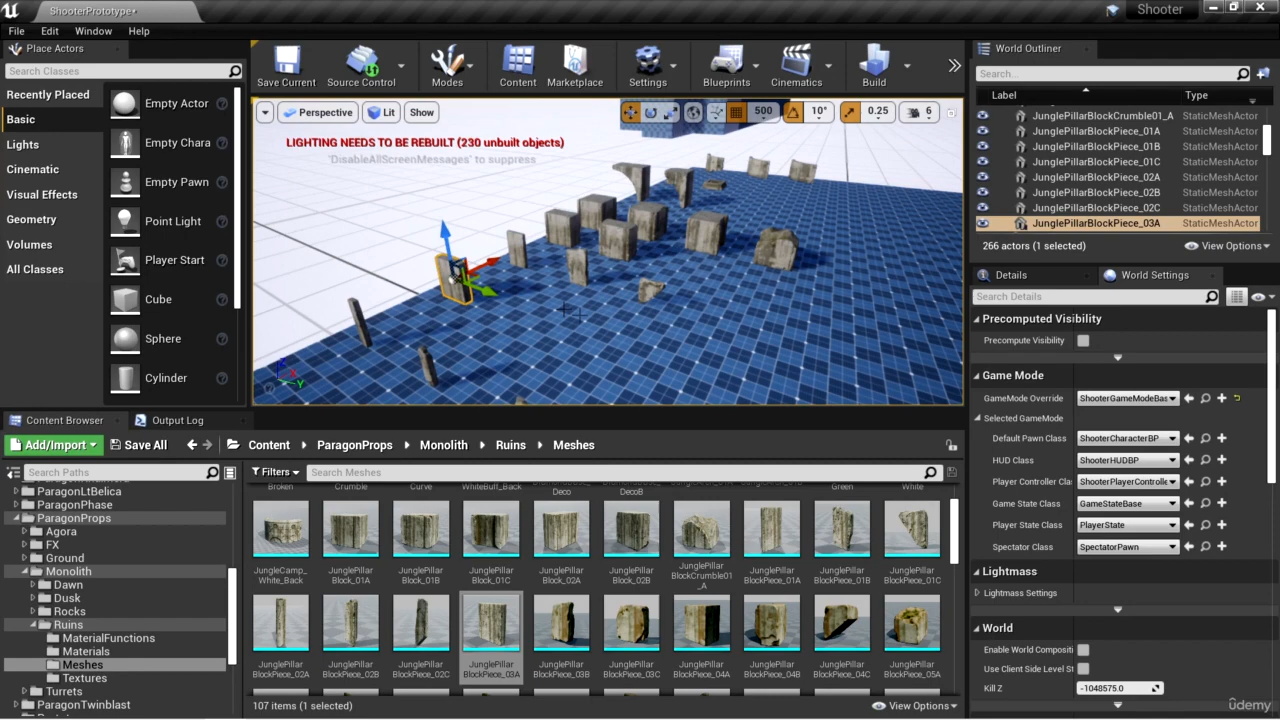 ShooterPrototype•
Shooter
File Edit Window Help
Place Actors
Search Classes
Recently Placed
Basic
Lights
Cinematic
Visual Effects
Geometry
Volumes
All Classes
Empty Actor
Empty Chara
Empty Pawn
Point Light
Player Start
Cube
Sphere
Cylinder
Save Current Source Control Modes Content Marketplace Settings Blueprints Cinematics Build
Perspective Lit Show 500 10° 0.25 6
LIGHTING NEEDS TO BE REBUILT (230 unbuilt objects)
'DisableAllScreenMessages' to suppress
World Outliner
Search...
Label Type
JunglePillarBlockCrumble01_A StaticMeshActor
JunglePillarBlockPiece_01A StaticMeshActor
JunglePillarBlockPiece_01B StaticMeshActor
JunglePillarBlockPiece_01C StaticMeshActor
JunglePillarBlockPiece_02A StaticMeshActor
JunglePillarBlockPiece_02B StaticMeshActor
JunglePillarBlockPiece_02C StaticMeshActor
JunglePillarBlockPiece_03A StaticMeshActor
266 actors (1 selected) View Options
Details World Settings
Search Details
Precomputed Visibility
Precompute Visibility
Game Mode
GameMode Override ShooterGameModeBas
Selected GameMode
Default Pawn Class ShooterCharacterBP
HUD Class ShooterHUDBP
Player Controller Cla ShooterPlayerControlle
Game State Class GameStateBase
Player State Class PlayerState
Spectator Class SpectatorPawn
Lightmass
Lightmass Settings
World
Enable World Compositi
Use Client Side Level St
Kill Z -1048575.0
Content Browser Output Log
Add/Import Save All Content ParagonProps Monolith Ruins Meshes
Search Paths
Filters Search Meshes
ParagonLtBelica
ParagonPhase
ParagonProps
Agora
FX
Ground
Monolith
Dawn
Dusk
Rocks
Ruins
MaterialFunctions
Materials
Meshes
Textures
Turrets
ParagonTwinblast
Broken Crumble Curve WhiteBuff_Back Deco DecoB Green White
JungleCamp_
White_Back
JunglePillar
Block_01A
JunglePillar
Block_01B
JunglePillar
Block_01C
JunglePillar
Block_02A
JunglePillar
Block_02B
JunglePillar
BlockCrumble01
_A
JunglePillar
BlockPiece_01A
JunglePillar
BlockPiece_01B
JunglePillar
BlockPiece_01C
JunglePillar
BlockPiece_02A
JunglePillar
BlockPiece_02B
JunglePillar
BlockPiece_02C
JunglePillar
BlockPiece_03A
JunglePillar
BlockPiece_03B
JunglePillar
BlockPiece_03C
JunglePillar
BlockPiece_04A
JunglePillar
BlockPiece_04B
JunglePillar
BlockPiece_04C
JunglePillar
BlockPiece_05A
107 items (1 selected) View Options
ûdemy